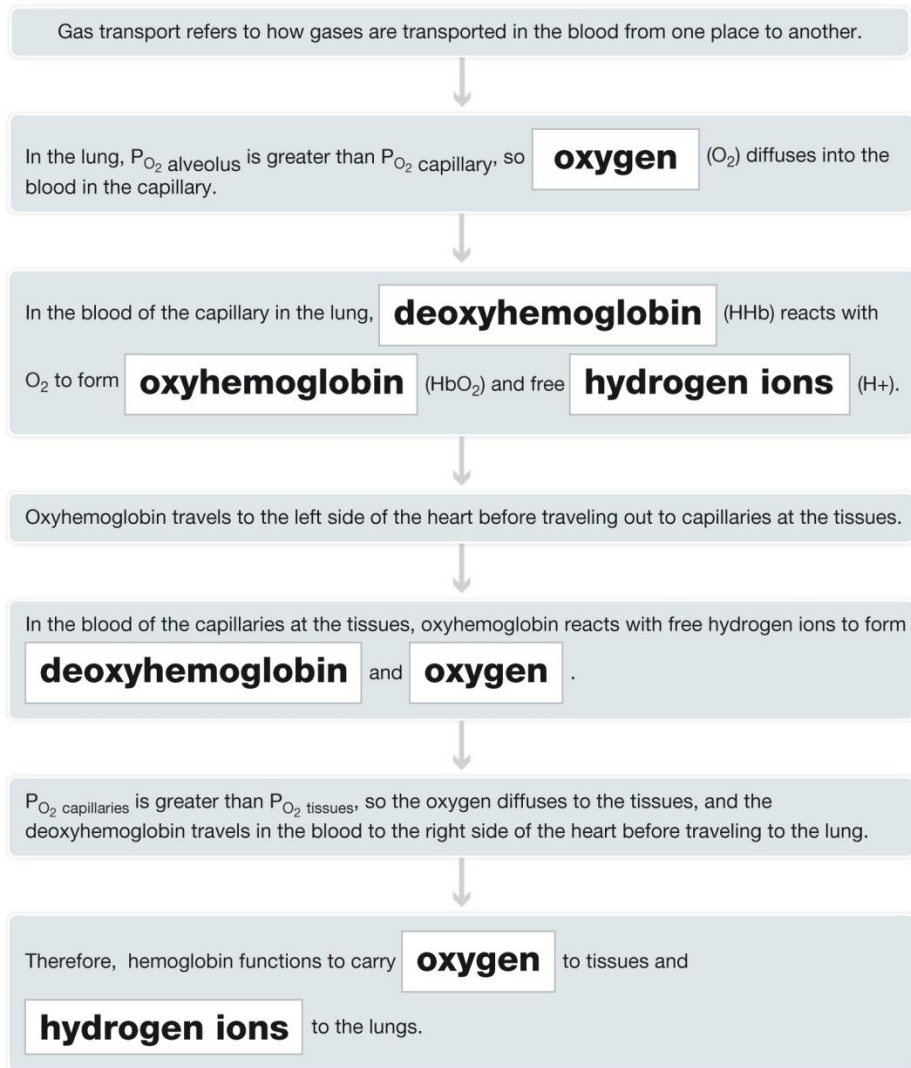 Gas transport refers to how gases are transported in the blood from one place to another.
In the lung, PO₂ alveolus is greater than PO₂ capillary, so oxygen (O₂) diffuses into the
blood in the capillary.
In the blood of the capillary in the lung, deoxyhemoglobin (HHb) reacts with
O₂ to form oxyhemoglobin (HbO₂) and free hydrogen ions (H+).
Oxyhemoglobin travels to the left side of the heart before traveling out to capillaries at the tissues.
In the blood of the capillaries at the tissues, oxyhemoglobin reacts with free hydrogen ions to form
deoxyhemoglobin and oxygen .
PO₂ capillaries is greater than PO₂ tissues, so the oxygen diffuses to the tissues, and the
deoxyhemoglobin travels in the blood to the right side of the heart before traveling to the lung.
Therefore, hemoglobin functions to carry oxygen to tissues and
hydrogen ions to the lungs.